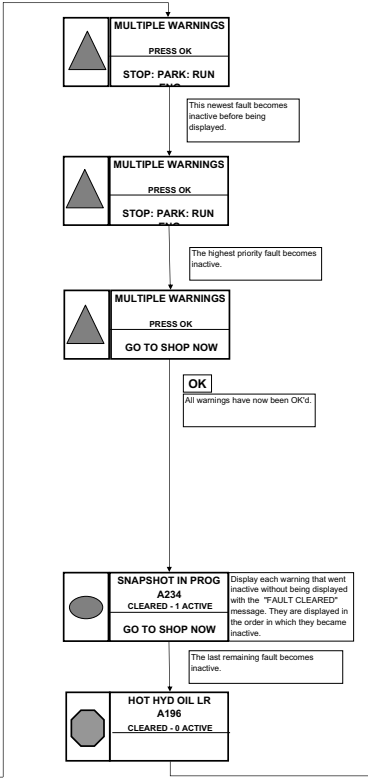 MULTIPLE WARNINGS
PRESS OK
STOP: PARK: RUN
This newest fault becomes
inactive before being
displayed.
MULTIPLE WARNINGS
PRESS OK
STOP: PARK: RUN
The highest priority fault becomes
inactive.
MULTIPLE WARNINGS
PRESS OK
GO TO SHOP NOW
OK
All warnings have now been OK'd.
SNAPSHOT IN PROG
A234
CLEARED - 1 ACTIVE
GO TO SHOP NOW
Display each warning that went
inactive without being displayed
with the "FAULT CLEARED"
message. They are displayed in
the order in which they became
inactive.
The last remaining fault becomes
inactive.
HOT HYD OIL LR
A196
CLEARED - 0 ACTIVE